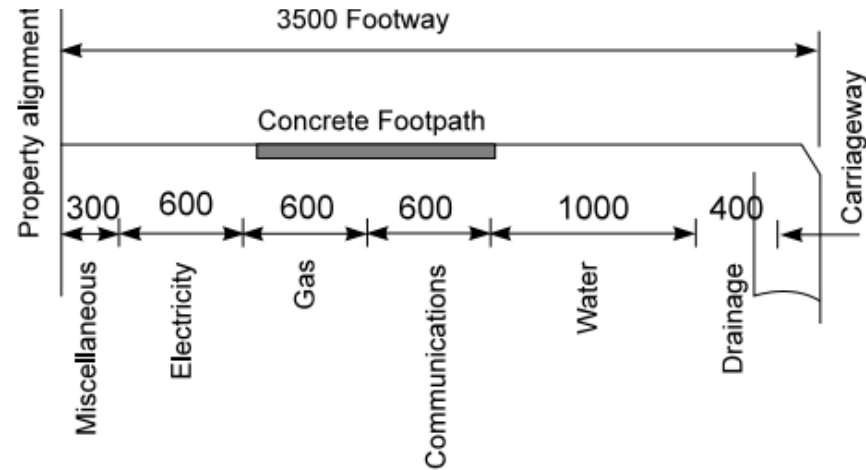 3500 Footway
Property alignment
Concrete Footpath
Carriageway
300
600
600
600
1000
400
Miscellaneous
Electricity
Gas
Communications
Water
Drainage